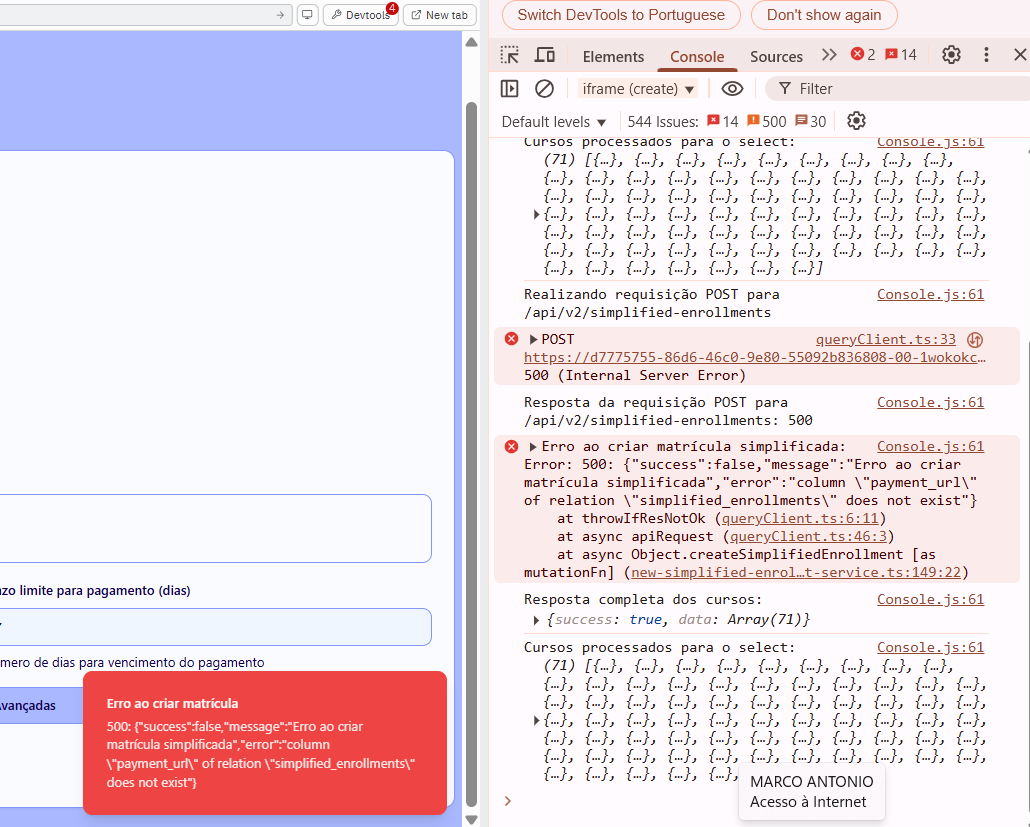 Devtools
4
New tab
zo limite para pagamento (dias)
mero de dias para vencimento do pagamento
vançadas
Erro ao criar matrícula
500: {"success":false,"message":"Erro ao criar
matrícula simplificada","error":"column
\"payment_url\" of relation \"simplified_enrollments\"
does not exist"}
Switch DevTools to Portuguese
Don't show again
Elements
Console
Sources
2
14
iframe (create)
Filter
Default levels
544 Issues:
14
500
30
Cursos processados para o select: Console.js:61
(71) [{…}, {…}, {…}, {…}, {…}, {…}, {…}, {…}, {…},
{…}, {…}, {…}, {…}, {…}, {…}, {…}, {…}, {…}, {…}, {…},
{…}, {…}, {…}, {…}, {…}, {…}, {…}, {…}, {…}, {…}, {…},
{…}, {…}, {…}, {…}, {…}, {…}, {…}, {…}, {…}, {…}, {…},
{…}, {…}, {…}, {…}, {…}, {…}, {…}, {…}, {…}, {…}, {…},
{…}, {…}, {…}, {…}, {…}, {…}, {…}, {…}, {…}, {…}, {…},
{…}, {…}, {…}, {…}, {…}, {…}, {…}]
Realizando requisição POST para Console.js:61
/api/v2/simplified-enrollments
POST queryClient.ts:33
https://d7775755-86d6-46c0-9e80-55092b836808-00-1wokokc…
500 (Internal Server Error)
Resposta da requisição POST para Console.js:61
/api/v2/simplified-enrollments: 500
Erro ao criar matrícula simplificada: Console.js:61
Error: 500: {"success":false,"message":"Erro ao criar
matrícula simplificada","error":"column \"payment_url\"
of relation \"simplified_enrollments\" does not exist"}
at throwIfResNotOk (queryClient.ts:6:11)
at async apiRequest (queryClient.ts:46:3)
at async Object.createSimplifiedEnrollment [as
mutationFn] (new-simplified-enrol…t-service.ts:149:22)
Resposta completa dos cursos: Console.js:61
{success: true, data: Array(71)}
Cursos processados para o select: Console.js:61
(71) [{…}, {…}, {…}, {…}, {…}, {…}, {…}, {…}, {…},
{…}, {…}, {…}, {…}, {…}, {…}, {…}, {…}, {…}, {…}, {…},
{…}, {…}, {…}, {…}, {…}, {…}, {…}, {…}, {…}, {…}, {…},
{…}, {…}, {…}, {…}, {…}, {…}, {…}, {…}, {…}, {…}, {…},
{…}, {…}, {…}, {…}, {…}, {…}, {…}, {…}, {…}, {…}, {…},
{…}, {…}, {…}, {…}, {…}, {…}, {…}, {…}, {…}, {…}, {…},
{…}, {…}, {…}, {…}, {…},
MARCO ANTONIO
Acesso à Internet